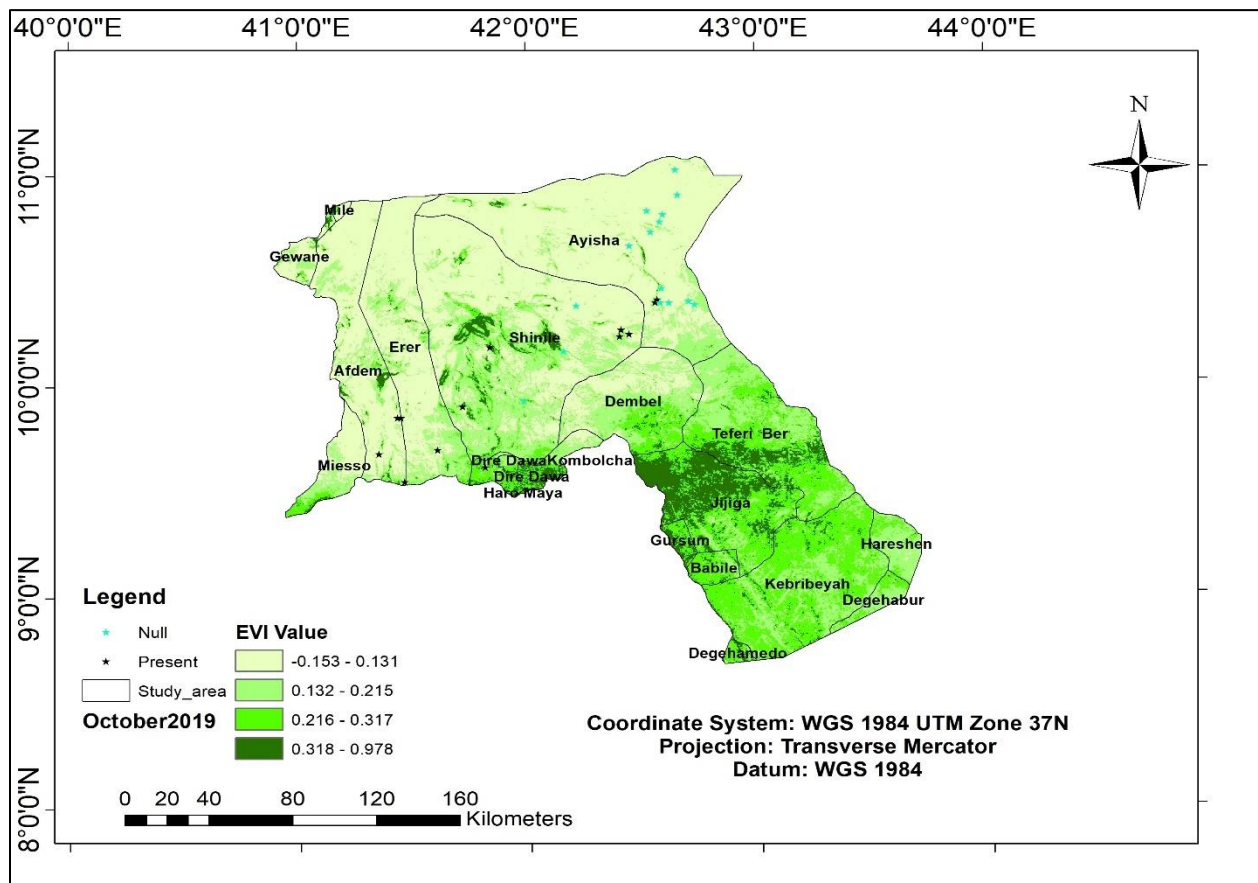 40°0'0"E
41°0'0"E
42°0'0"E
43°0'0"E
44°0'0"E
N
11°0'0"N
10°0'0"N
9°0'0"N
8°0'0"N
Mile
Gewane
Ayisha
Erer
Shinile
Afdem
Dembel
Teferi Ber
Miesso
Dire Dawa
Kombolcha
Dire Dawa
Haro Maya
Jijiga
Gursum
Hareshen
Babile
Kebribeyah
Degehabur
Degehamedo
Legend
Null
Present
Study_area
October2019
EVI Value
-0.153 - 0.131
0.132 - 0.215
0.216 - 0.317
0.318 - 0.978
Coordinate System: WGS 1984 UTM Zone 37N
Projection: Transverse Mercator
Datum: WGS 1984
0 20 40 80 120 160
Kilometers